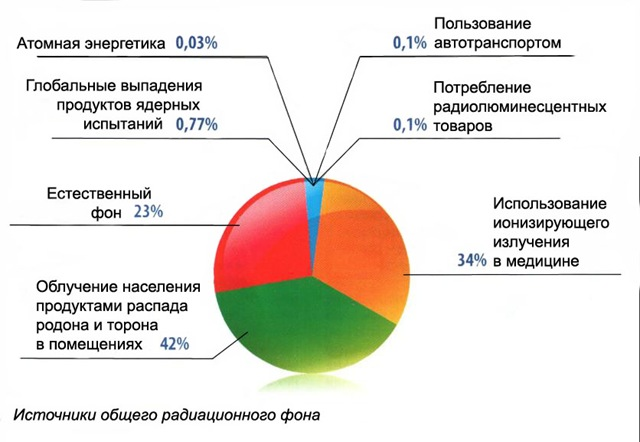 Атомная энергетика 0,03%
Глобальные выпадения
продуктов ядерных
испытаний 0,77%
Естественный
фон 23%
Облучение населения
продуктами распада
родона и торона
в помещениях 42%
Пользование
0,1% автотранспортом
Потребление
радиолюминесцентных
0,1% товаров
Использование
ионизирующего
излучения
34% в медицине
Источники общего радиационного фона